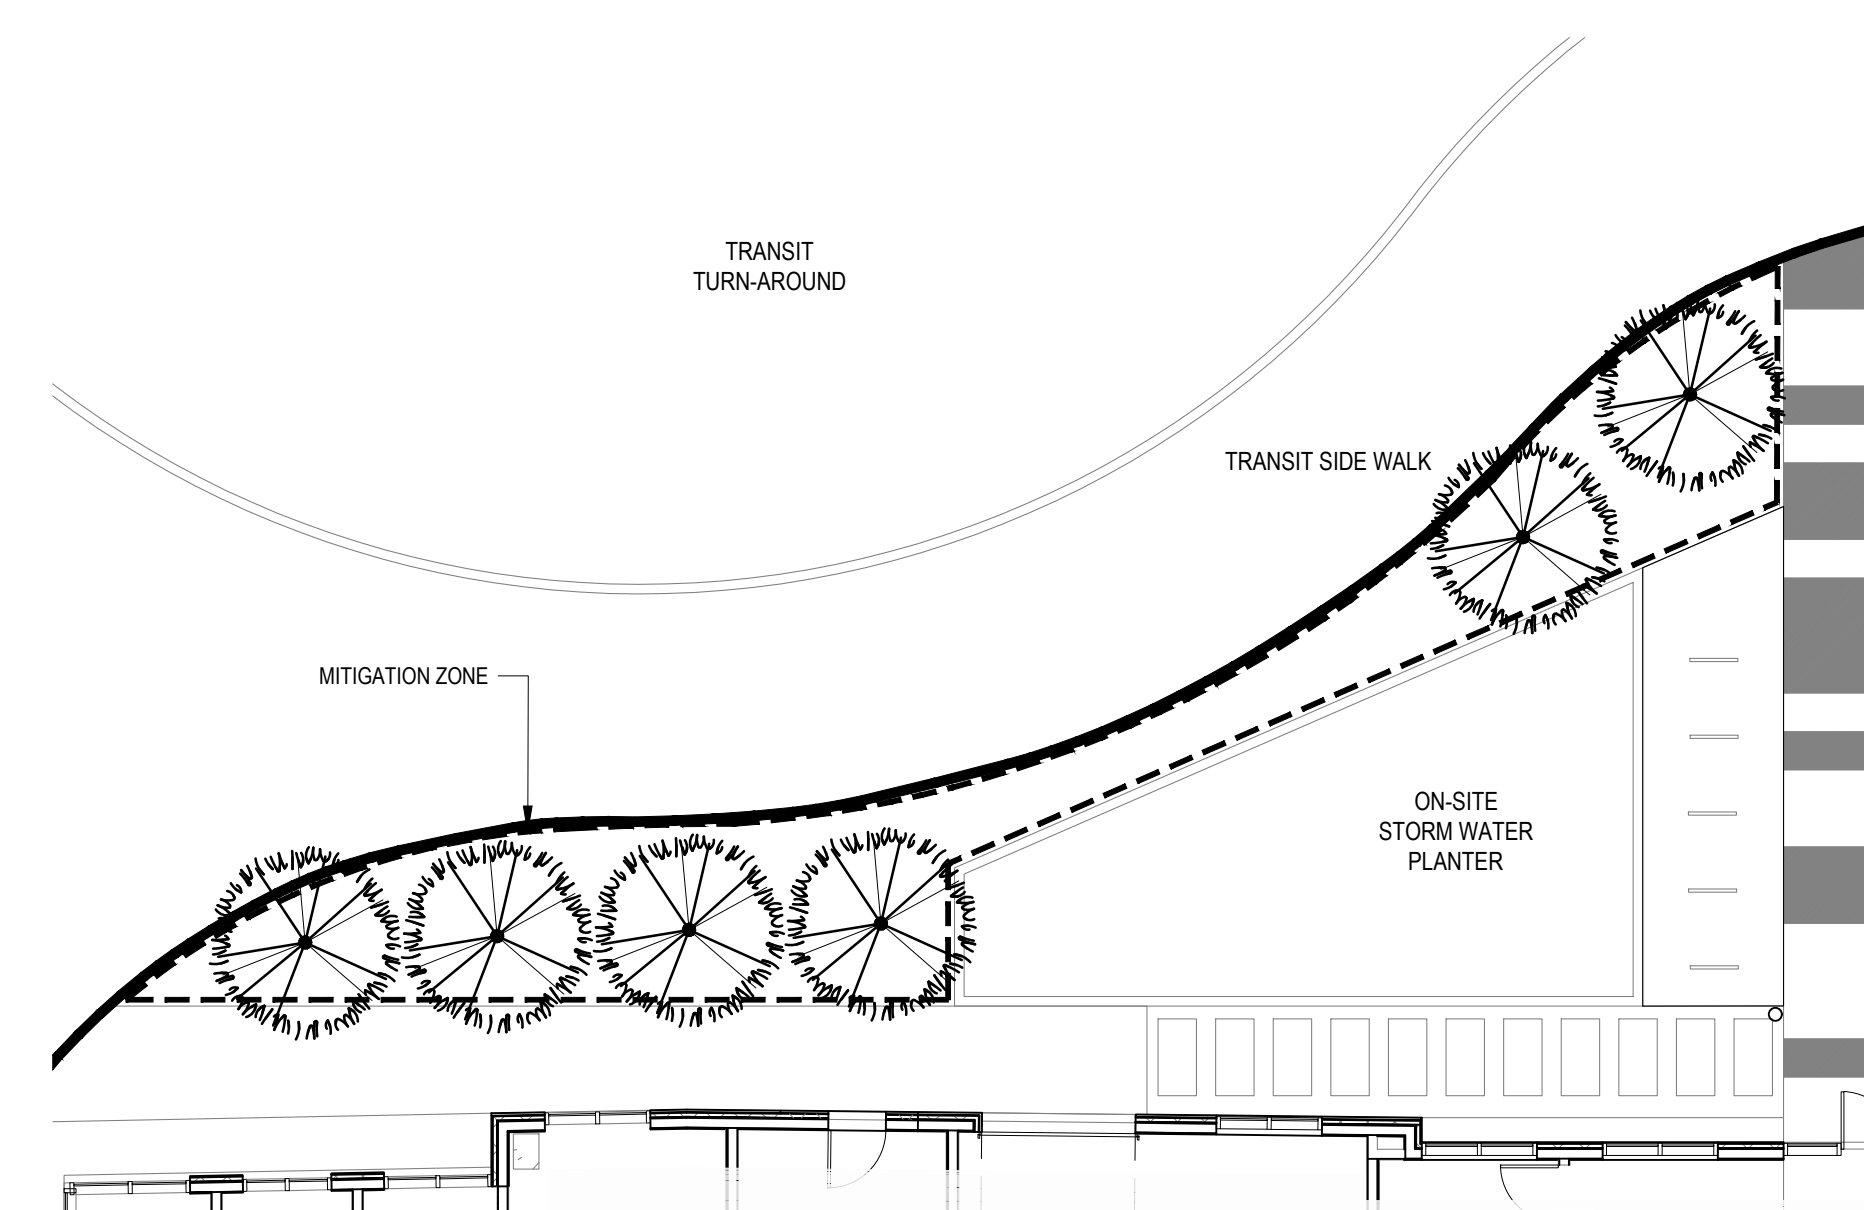 TRANSIT
TURN-AROUND
TRANSIT SIDE WALK
MITIGATION ZONE
ON-SITE
STORM WATER
PLANTER